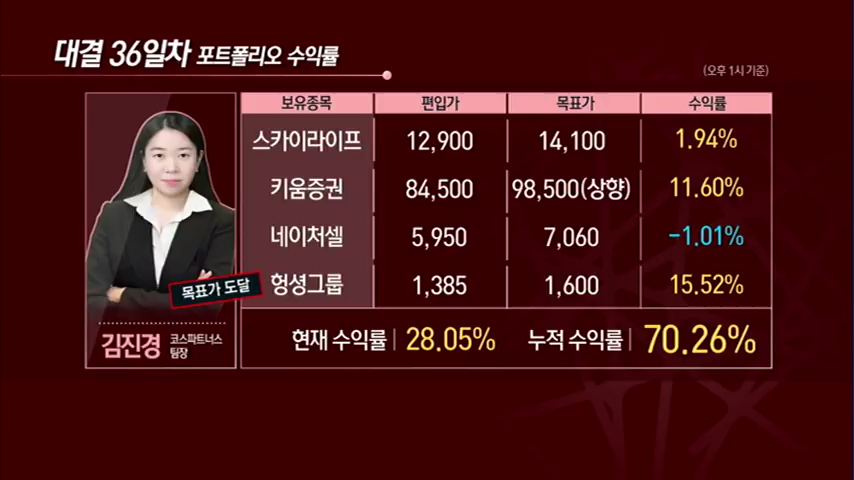 대결 36일차 포트폴리오 수익률
(오후 1시 기준)
보유종목 편입가 목표가 수익률
스카이라이프 12,900 14,100 1.94%
키움증권 84,500 98,500(상향) 11.60%
네이처셀 5,950 7,060 -1.01%
목표가 도달 헝셩그룹 1,385 1,600 15.52%
현재 수익률 28.05% 누적 수익률 70.26%
김진경 코스파트너스
팀장